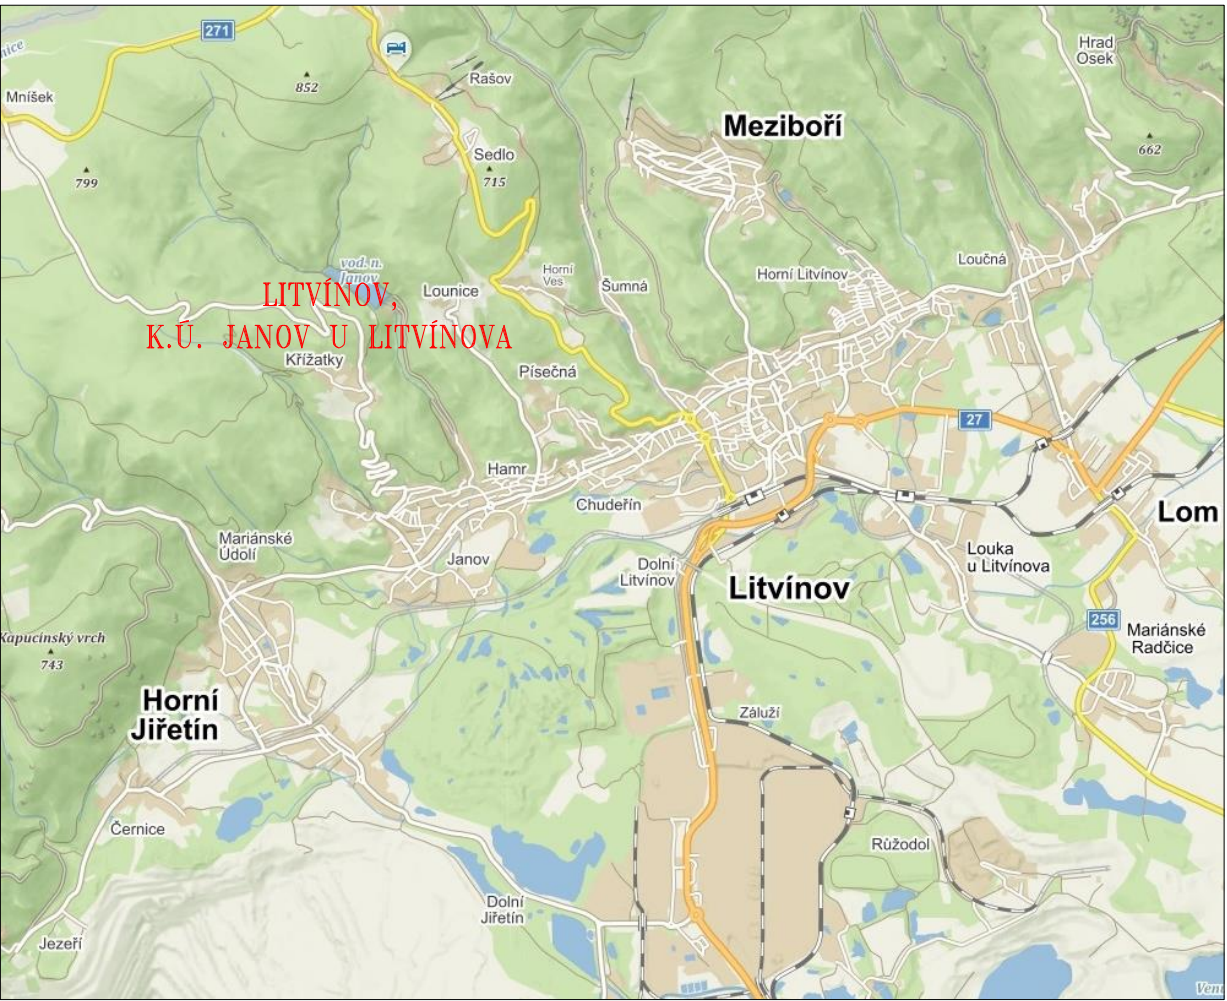 271
nice
Mníšek
852
Rašov
Hrad
Osek
Meziboří
662
Sedlo
715
799
vod. n.
Janov
Lounice
Horní
Ves
Šumná
Horní Litvínov
Loučná
LITVÍNOV,
K.Ú. JANOV U LITVÍNOVA
Křížatky
Písečná
27
Hamr
Chudeřín
Lom
Mariánské
Údolí
Janov
Dolní
Litvínov
Litvínov
Louka
u Litvínova
256
Mariánské
Radčice
Kapucínský vrch
743
Horní
Jiřetín
Záluží
Černice
Růžodol
Dolní
Jiřetín
Jezeří
Venu